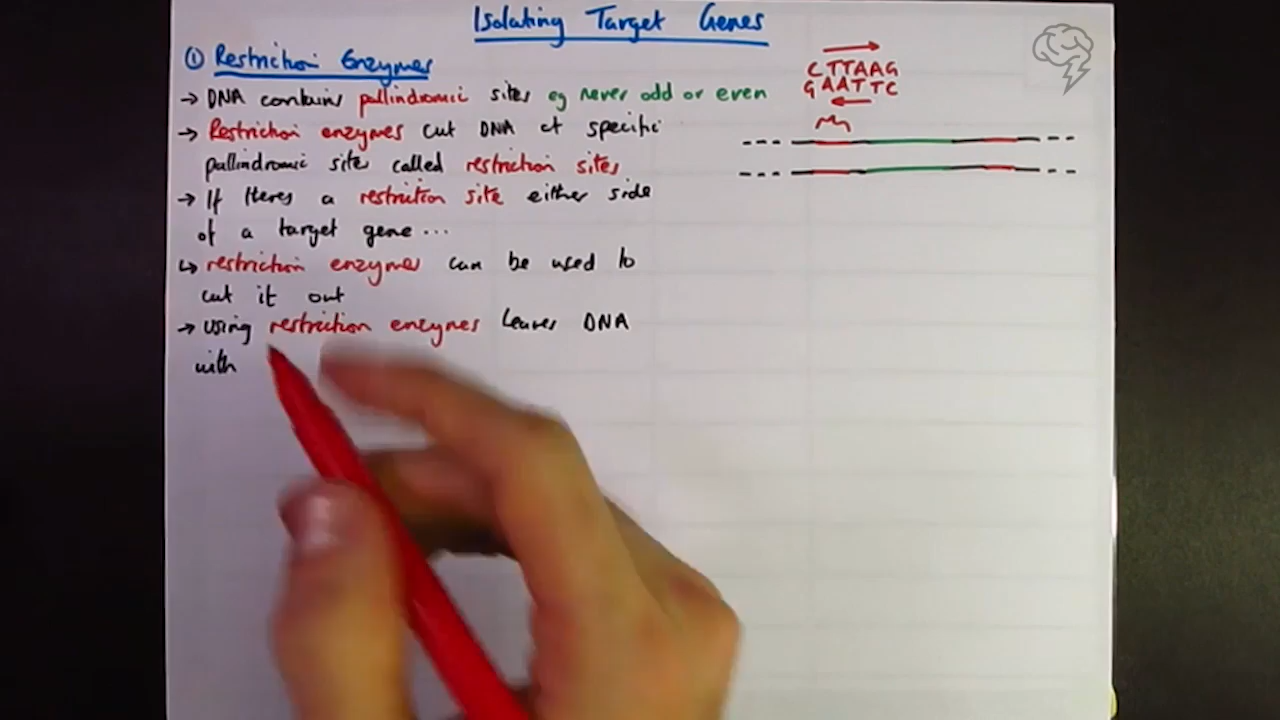 Isolating Target Genes
① Restriction Enzymes
→ DNA contains pallindromic sites eg never odd or even
→ Restriction enzymes cut DNA at specific
pallindromic site called restriction sites
→ If theres a restriction site either side
of a target gene...
↳ restriction enzymes can be used to
cut it out
→ using restriction enzymes leaves DNA
with
CTTAAG
GAATTC